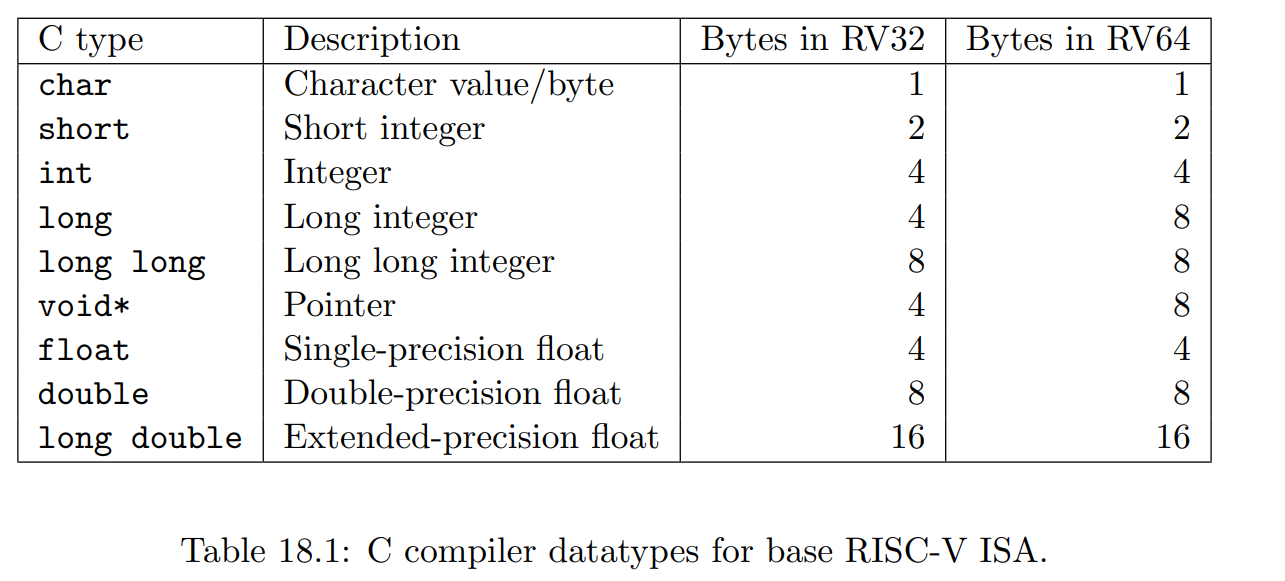 C type Description Bytes in RV32 Bytes in RV64
char Character value/byte 1 1
short Short integer 2 2
int Integer 4 4
long Long integer 4 8
long long Long long integer 8 8
void* Pointer 4 8
float Single-precision float 4 4
double Double-precision float 8 8
long double Extended-precision float 16 16
Table 18.1: C compiler datatypes for base RISC-V ISA.